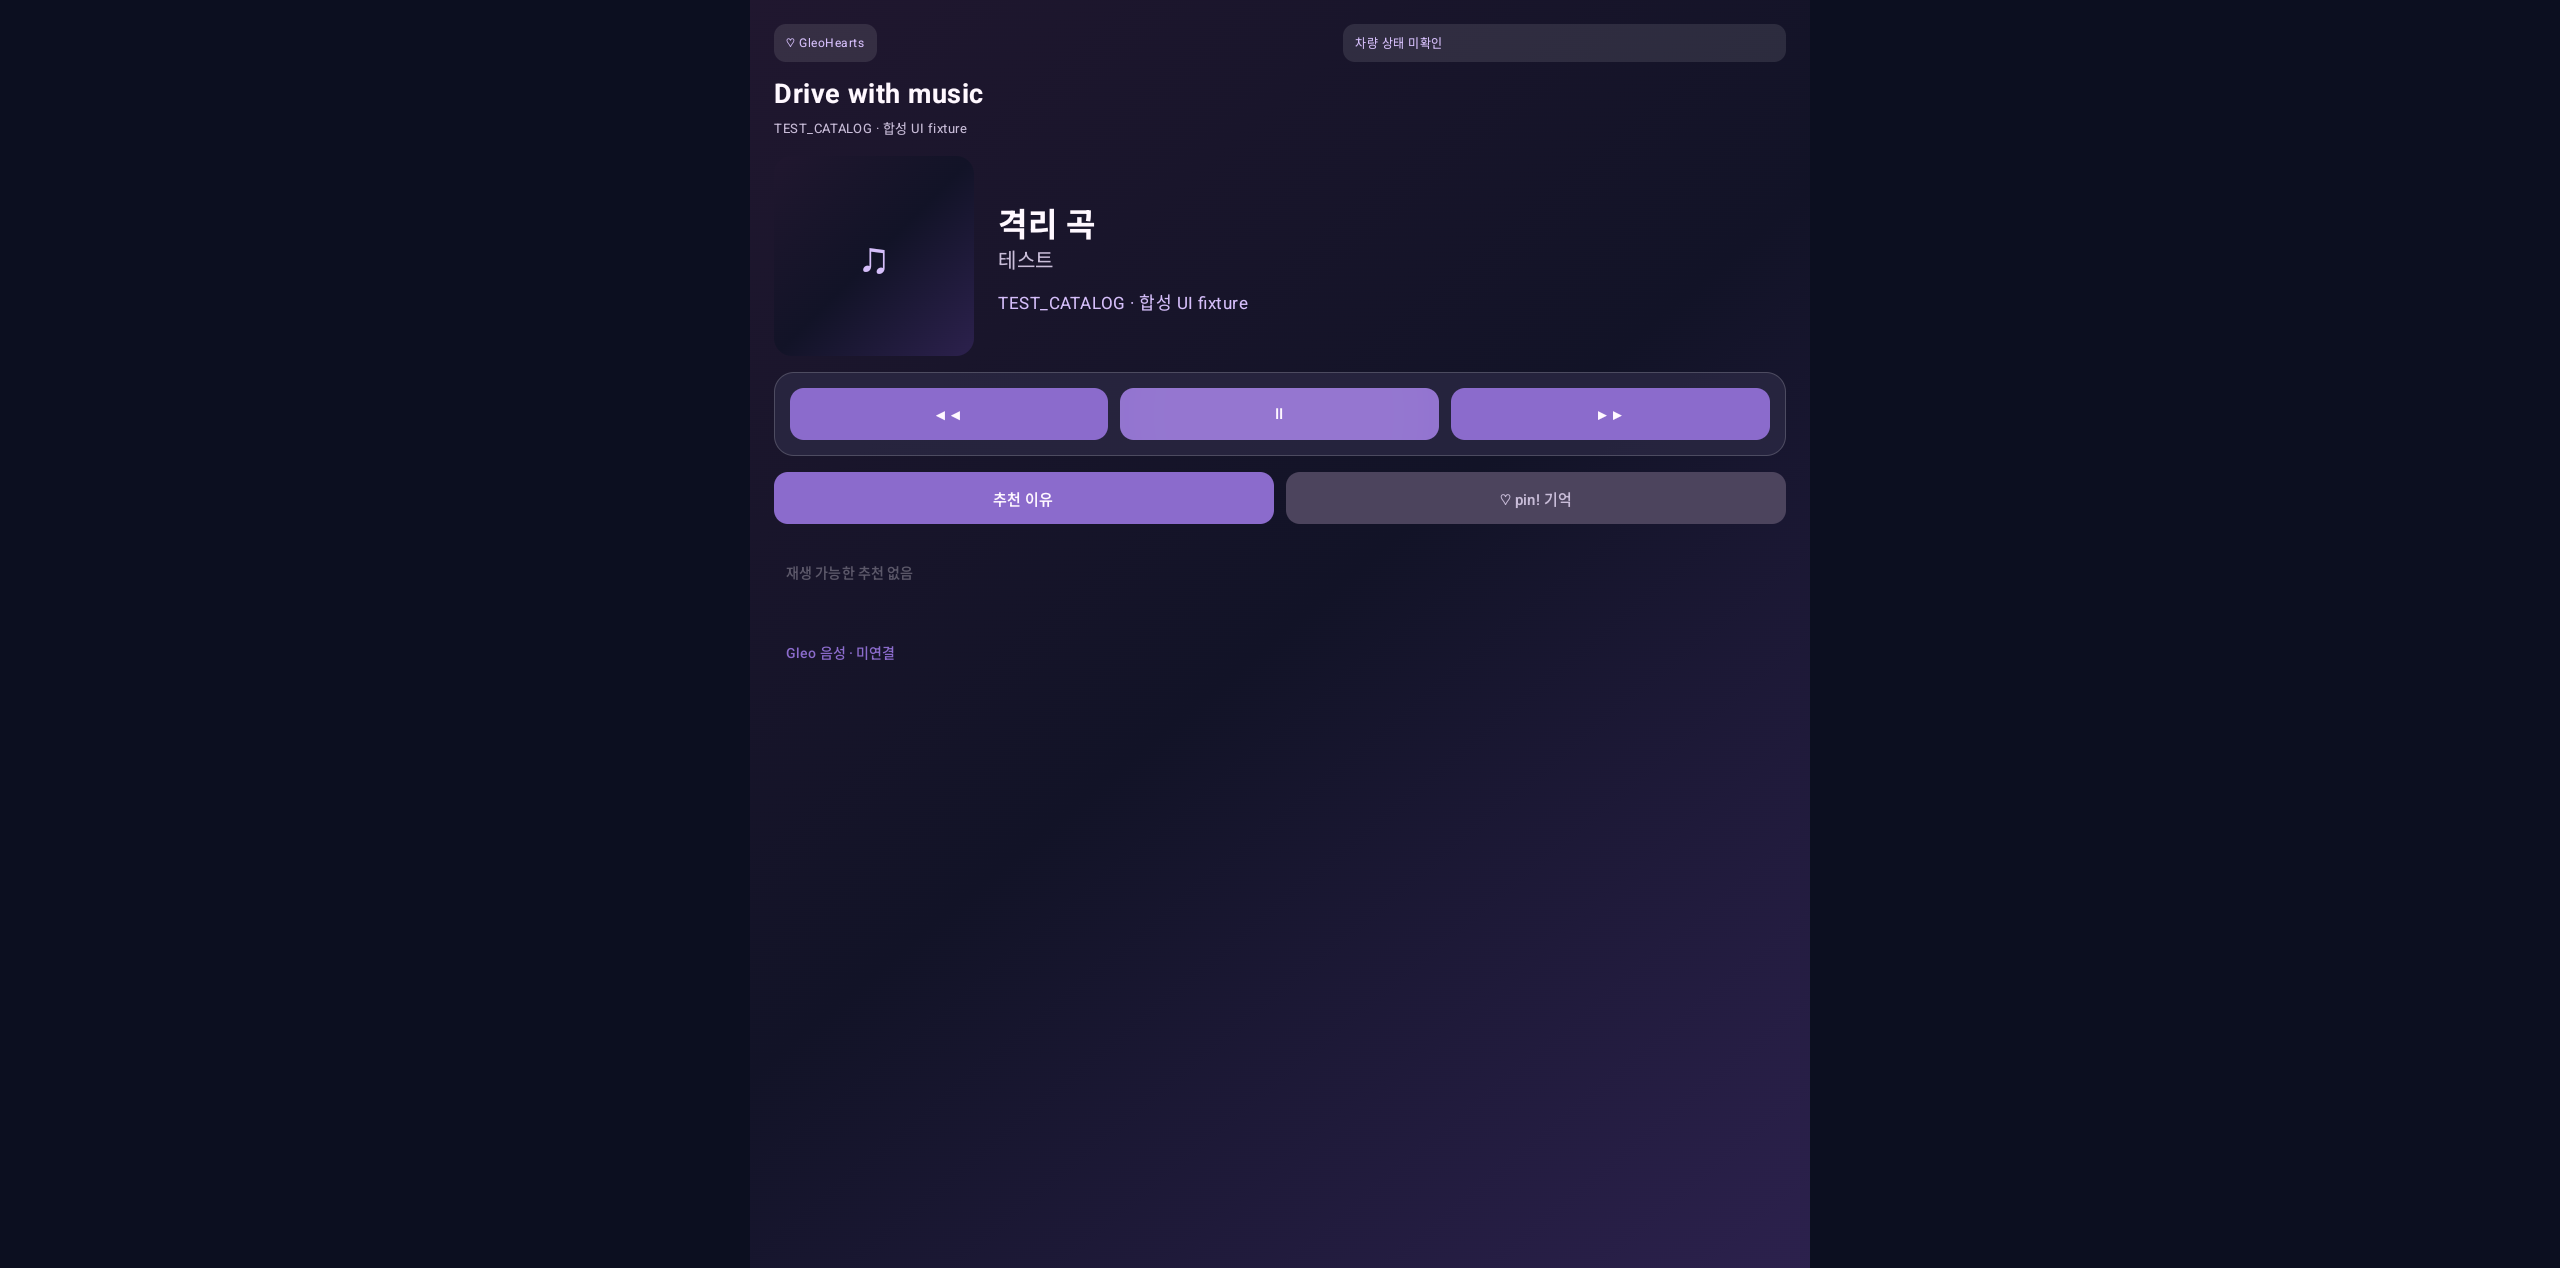 ♡ GleoHearts
차량 상태 미확인
Drive with music
TEST_CATALOG · 합성 UI fixture
격리 곡
테스트
TEST_CATALOG · 합성 UI fixture
추천 이유
♡ pin! 기억
재생 가능한 추천 없음
Gleo 음성 · 미연결